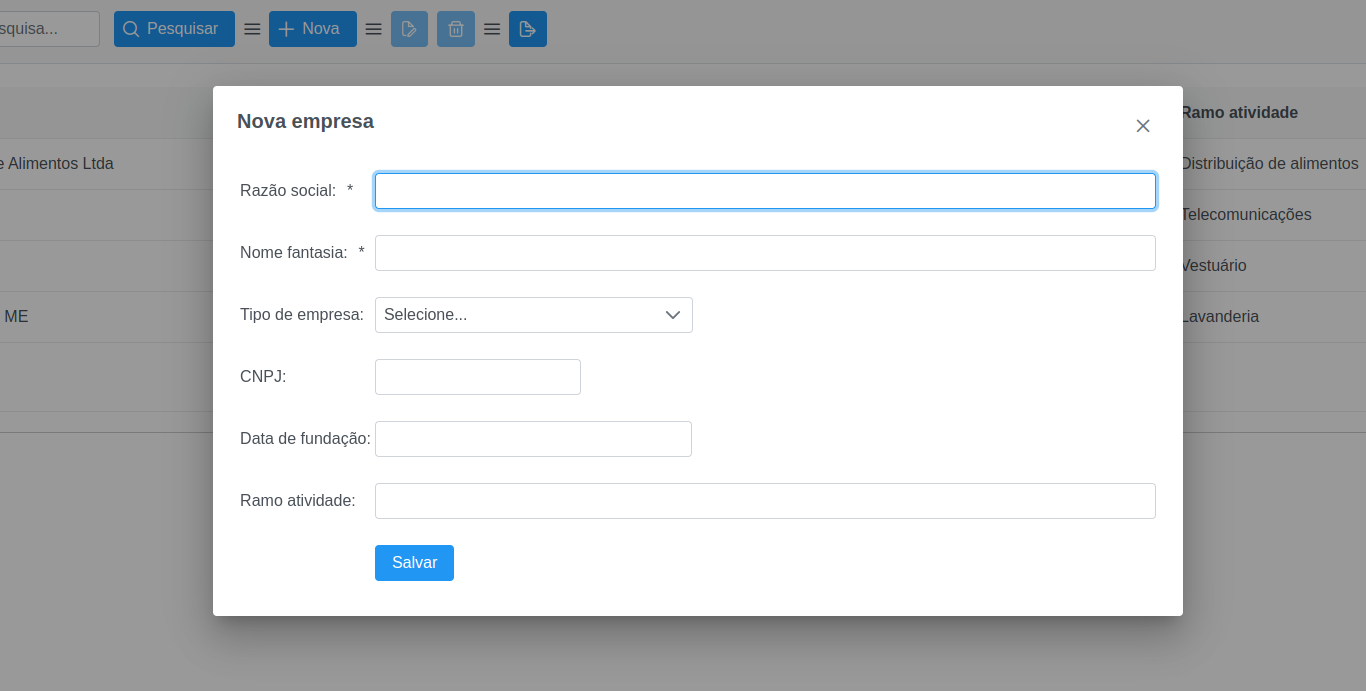 squisa...
Pesquisar
Nova
Nova empresa
Ramo atividade
e Alimentos Ltda
Distribuição de alimentos
Razão social: *
Telecomunicações
Nome fantasia: *
Vestuário
Tipo de empresa: Selecione...
ME
Lavanderia
CNPJ:
Data de fundação:
Ramo atividade:
Salvar